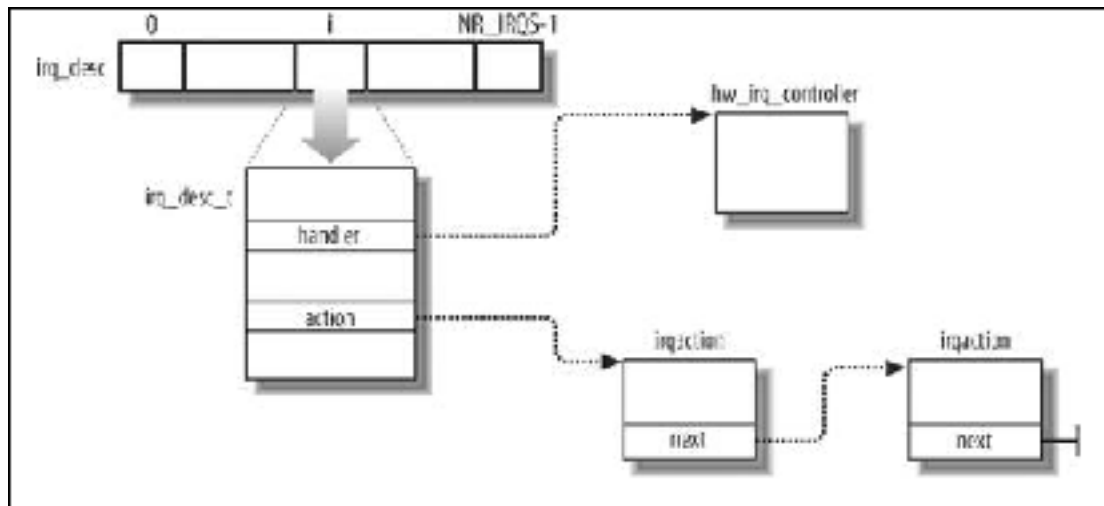 0 i NR_IRQS-1
irq_desc
hw_irq_controller
irq_desc_t
handler
action
irqaction irqaction
next next